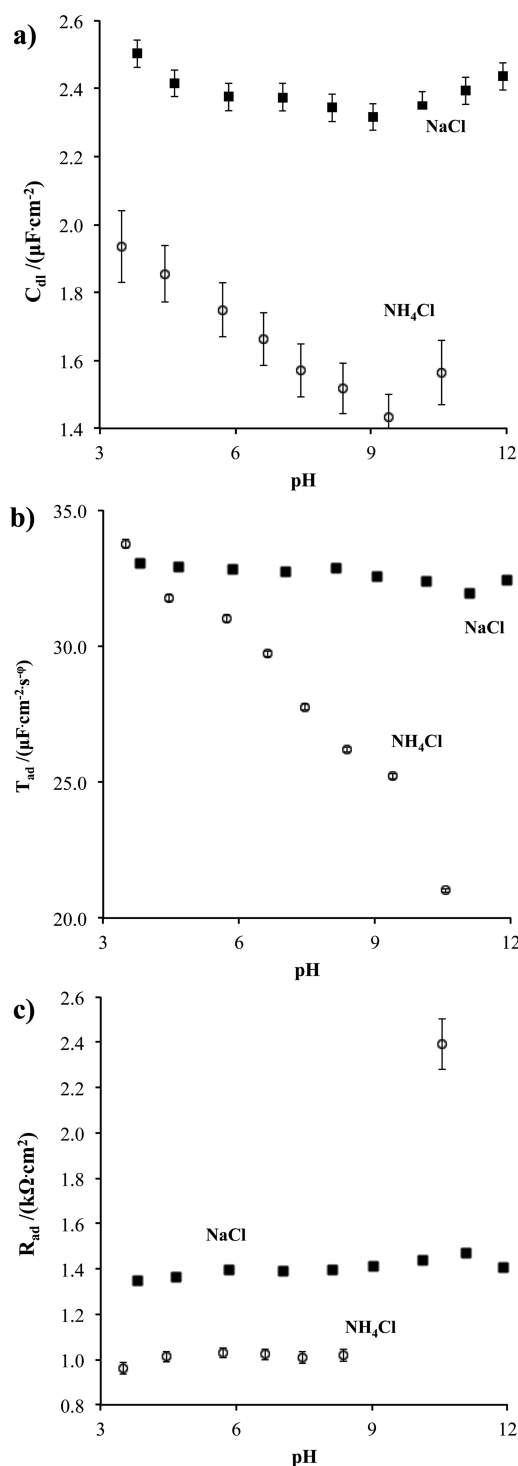 a)
2.6
2.4
2.2
2.0
1.8
1.6
1.4
C_dl /(μF·cm⁻²)
NaCl
NH₄Cl
3 6 9 12
pH
b)
35.0
30.0
25.0
20.0
T_ad /(μF·cm⁻²·s⁻ᵠ)
NaCl
NH₄Cl
3 6 9 12
pH
c)
2.6
2.4
2.2
2.0
1.8
1.6
1.4
1.2
1.0
0.8
R_ad /(kΩ·cm²)
NaCl
NH₄Cl
3 6 9 12
pH